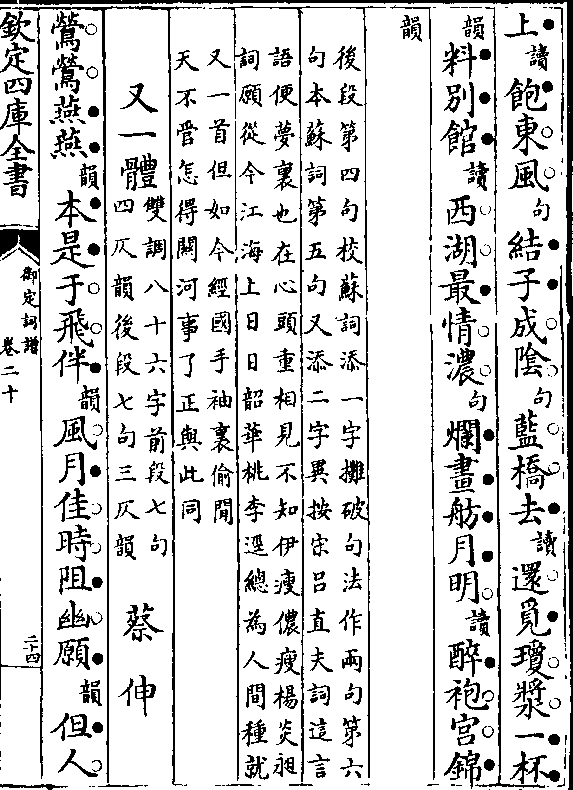 上讀飽東風句結子成陰句藍橋去讀還覓瓊漿一杯
韻料別館讀西湖最情濃句爛畫舫月明讀醉袍宮錦
韻
後段第四句校蘇詞添一字攤破句法作兩句第六
句本蘇詞第五句又添二字異按宋呂直夫詞這言
語便夢裏也在心頭重相見不知伊瘦儂瘦楊炎祖
詞願從今江海上日日韶華桃李逕總為人間種就
又一首但如今經國手袖裏偷閒
天不管怎得關河事了正與此同
又一體雙調八十六字前段七句
四仄韻後段七句三仄韻 蔡伸
鶯鶯燕燕韻本是于飛伴韻風月佳時阻幽願韻但人
欽定四庫全書
御定詞譜
卷二十
二十四